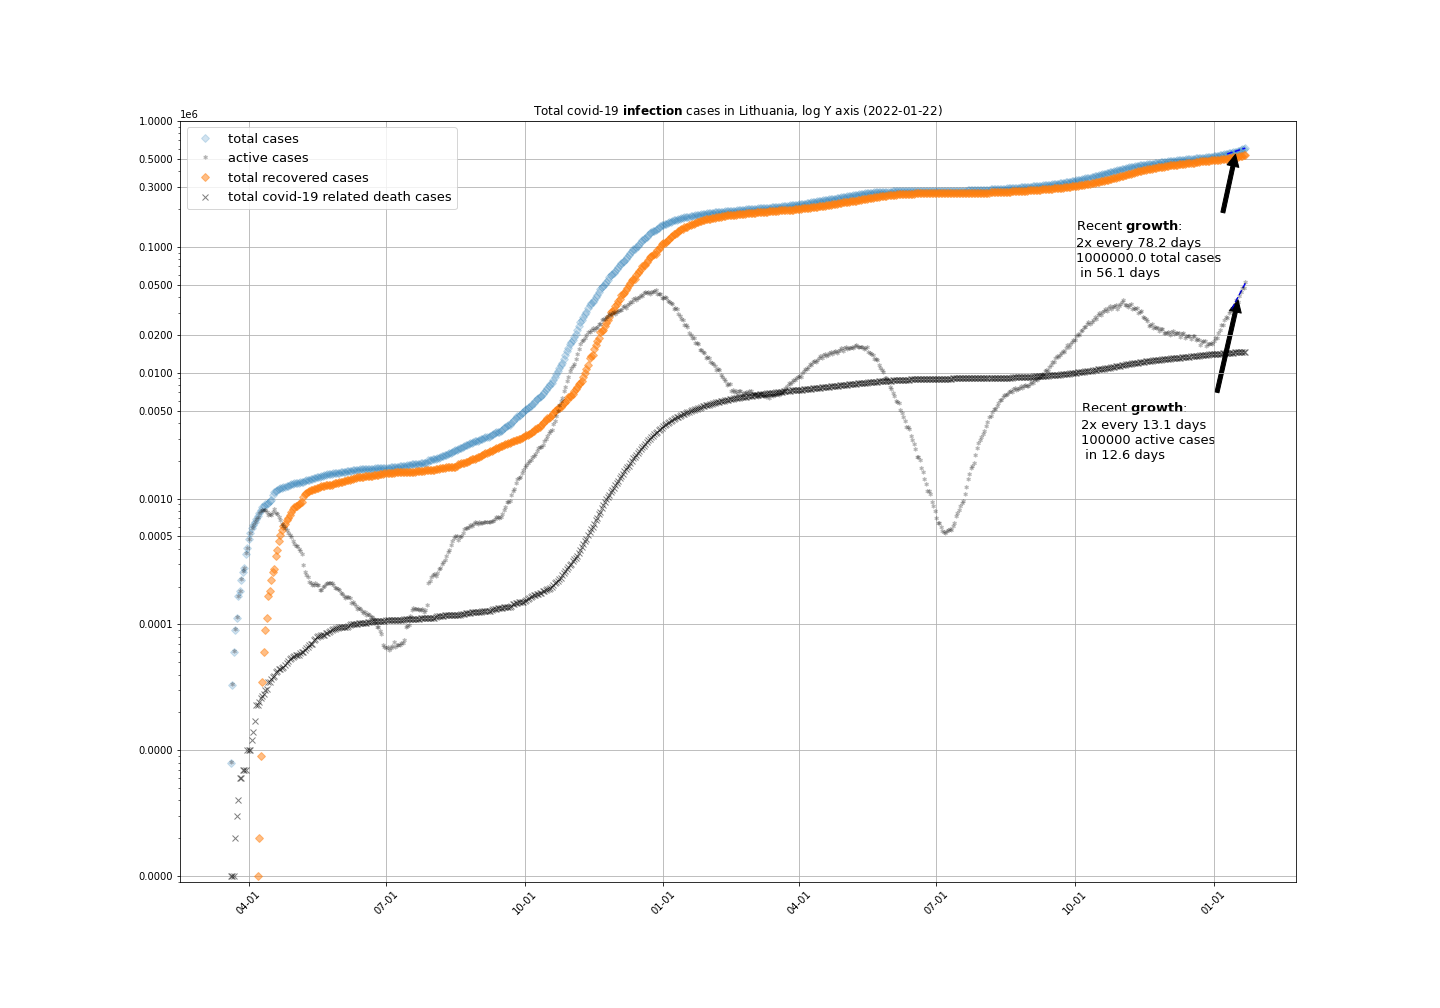 Total covid-19 infection cases in Lithuania, log Y axis (2022-01-22)
1e6
1.0000
0.5000
0.3000
0.1000
0.0500
0.0200
0.0100
0.0050
0.0010
0.0005
0.0001
0.0000
0.0000
total cases
active cases
total recovered cases
total covid-19 related death cases
Recent growth:
2x every 78.2 days
1000000.0 total cases
in 56.1 days
Recent growth:
2x every 13.1 days
100000 active cases
in 12.6 days
04-01
07-01
10-01
01-01
04-01
07-01
10-01
01-01